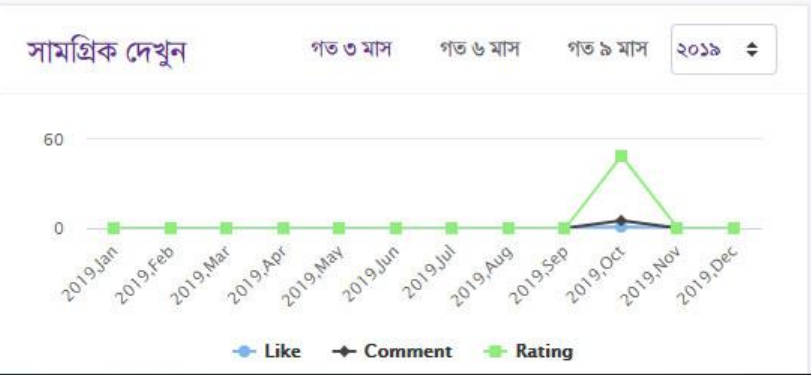 সামগ্রিক দেখুন গত ৩ মাস গত ৬ মাস গত ৯ মাস ২০১৯
60
0
2019,Jan 2019,Feb 2019,Mar 2019,Apr 2019,May 2019,Jun 2019,Jul 2019,Aug 2019,Sep 2019,Oct 2019,Nov 2019,Dec
Like Comment Rating